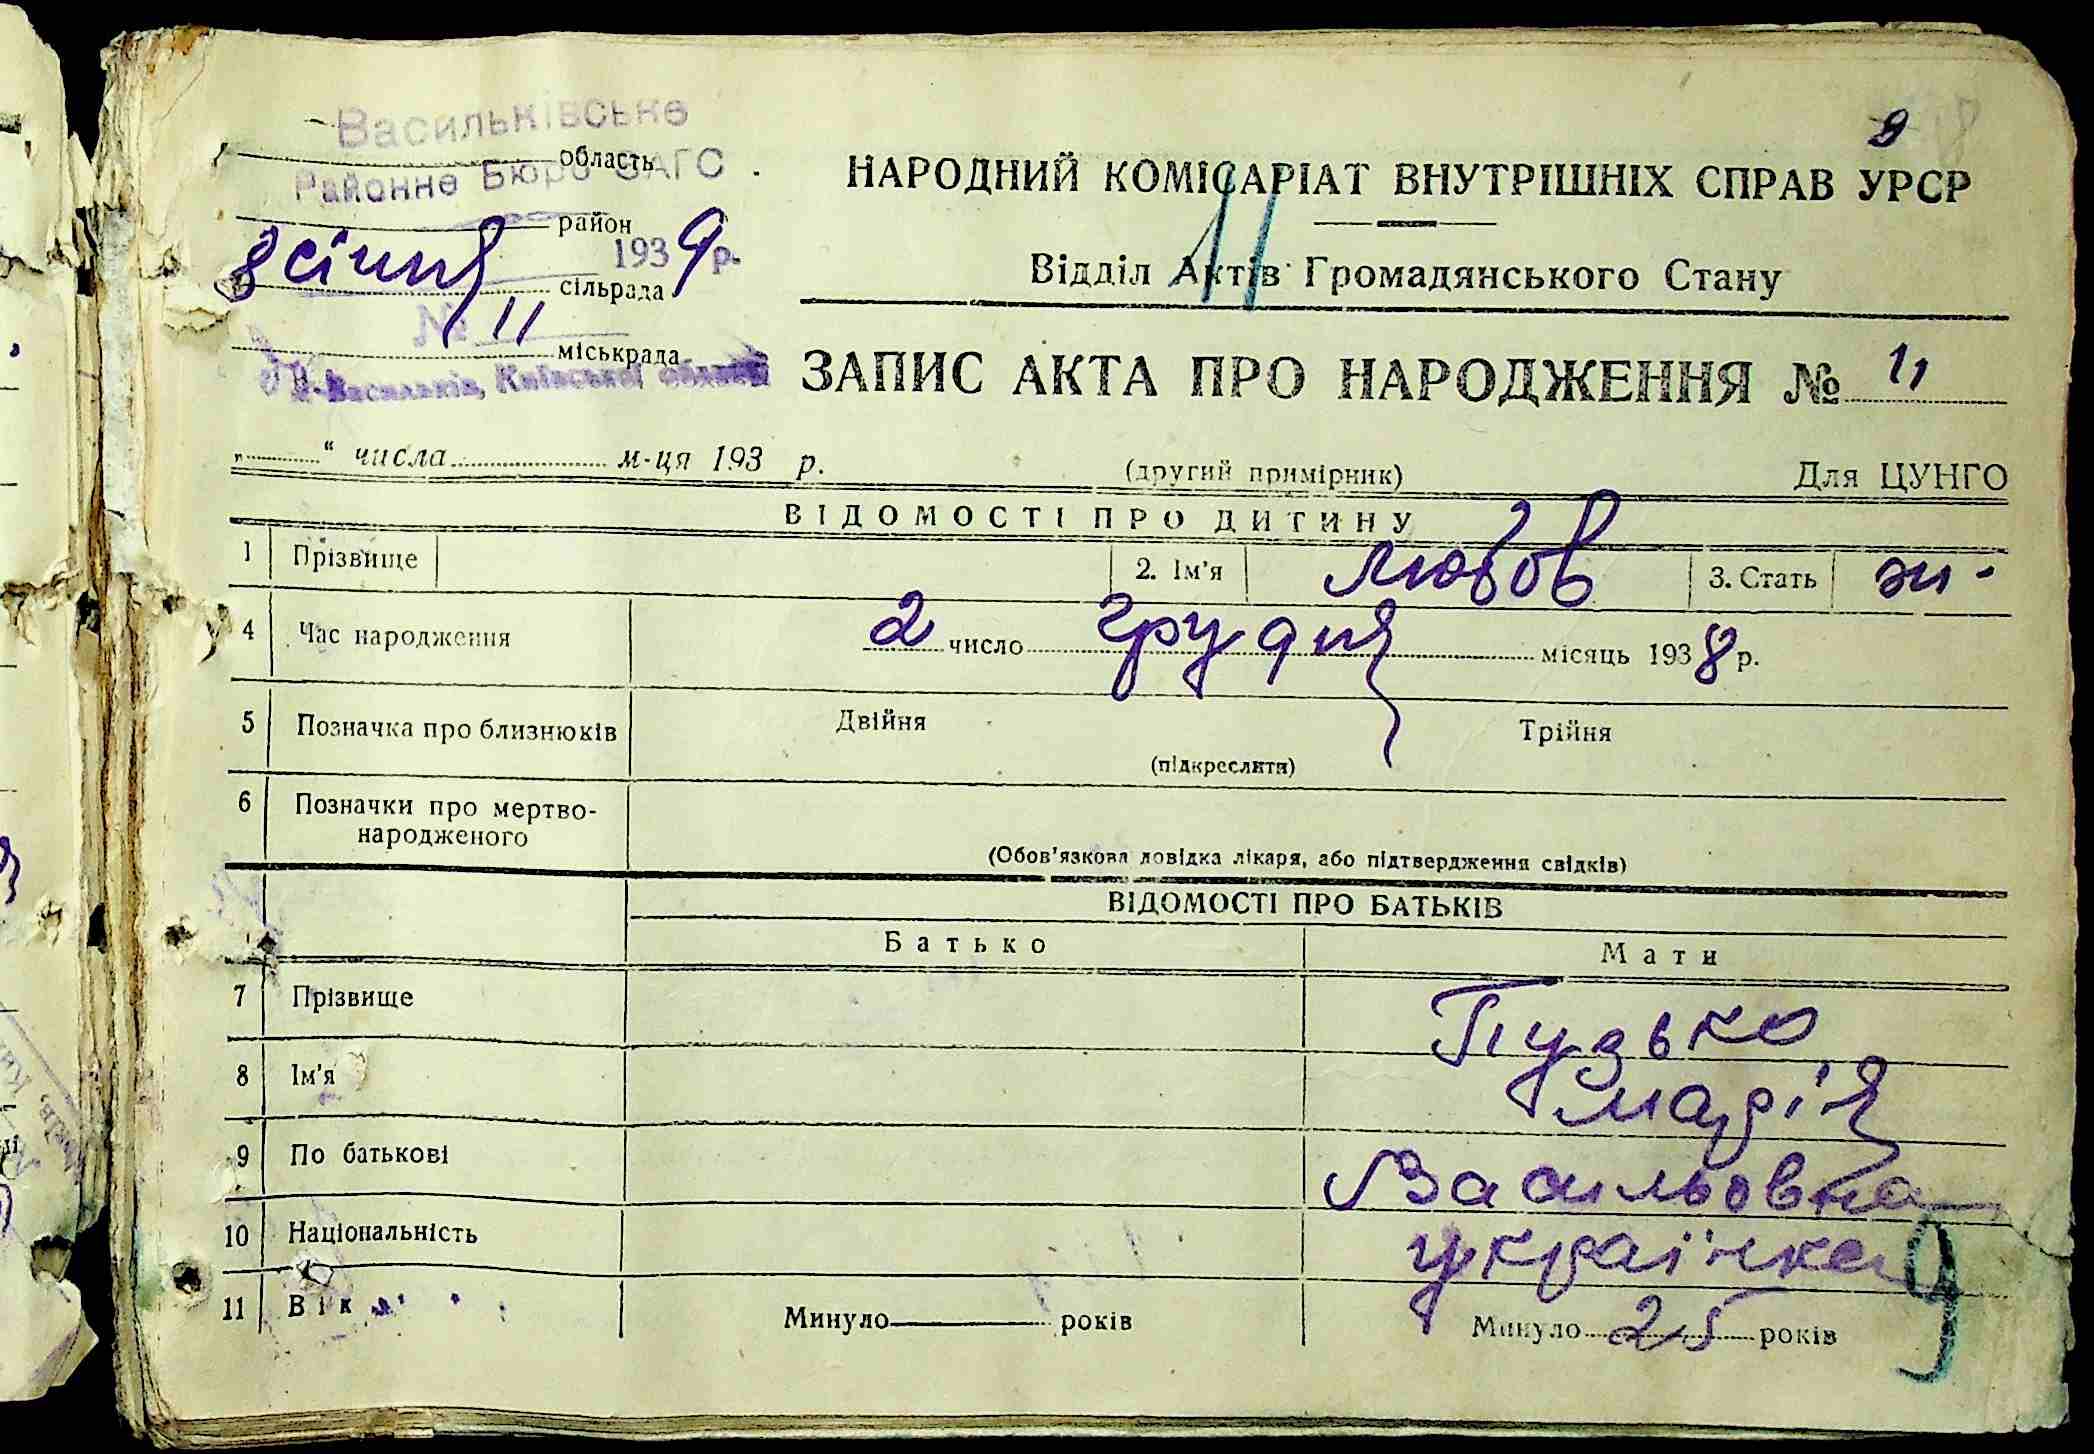 9
Васильківське
область
Районне Бюро ЗАГС
район
8 січня 1939 р.
сільрада
№ 11
міськрада
м. Васильків, Київської області
НАРОДНИЙ КОМІСАРІАТ ВНУТРІШНІХ СПРАВ УРСР
11
Відділ Актів Громадянського Стану
ЗАПИС АКТА ПРО НАРОДЖЕННЯ № 11
„ “ числа м-ця 193 р.
(другий примірник)
Для ЦУНГО
ВІДОМОСТІ ПРО ДИТИНУ
1 Прізвище 2. Ім'я Любов 3. Стать ж-
4 Час народження 2 число грудня місяць 1938 р.
5 Позначка про близнюків Двійня Трійня
(підкреслити)
6 Позначки про мертво-
народженого
(Обов'язкова довідка лікаря, або підтвердження свідків)
ВІДОМОСТІ ПРО БАТЬКІВ
Батько Мати
7 Прізвище Пузько
8 Ім'я Марія
9 По батькові Васильовна
10 Національність українка
11 Вік Минуло років Минуло 25 років
9